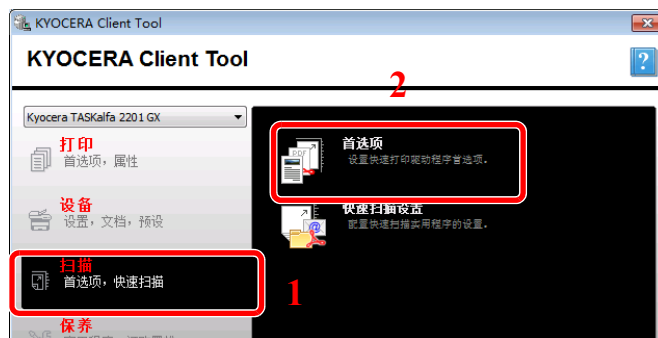 KYOCERA Client Tool
KYOCERA Client Tool
2
Kyocera TASKalfa 2201 GX
打印
首选项，属性
设备
设置，文档，预设
扫描
首选项，快速扫描
1
保养
首选项
设置快速打印驱动程序首选项。
快速扫描设置
配置快速扫描实用程序的设置。